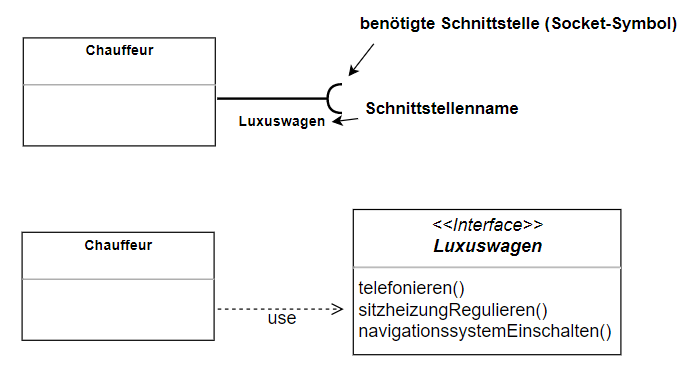 benötigte Schnittstelle (Socket-Symbol)
Chauffeur
Schnittstellenname
Luxuswagen
Chauffeur
<<Interface>>
Luxuswagen
telefonieren()
sitzheizungRegulieren()
navigationssystemEinschalten()
use